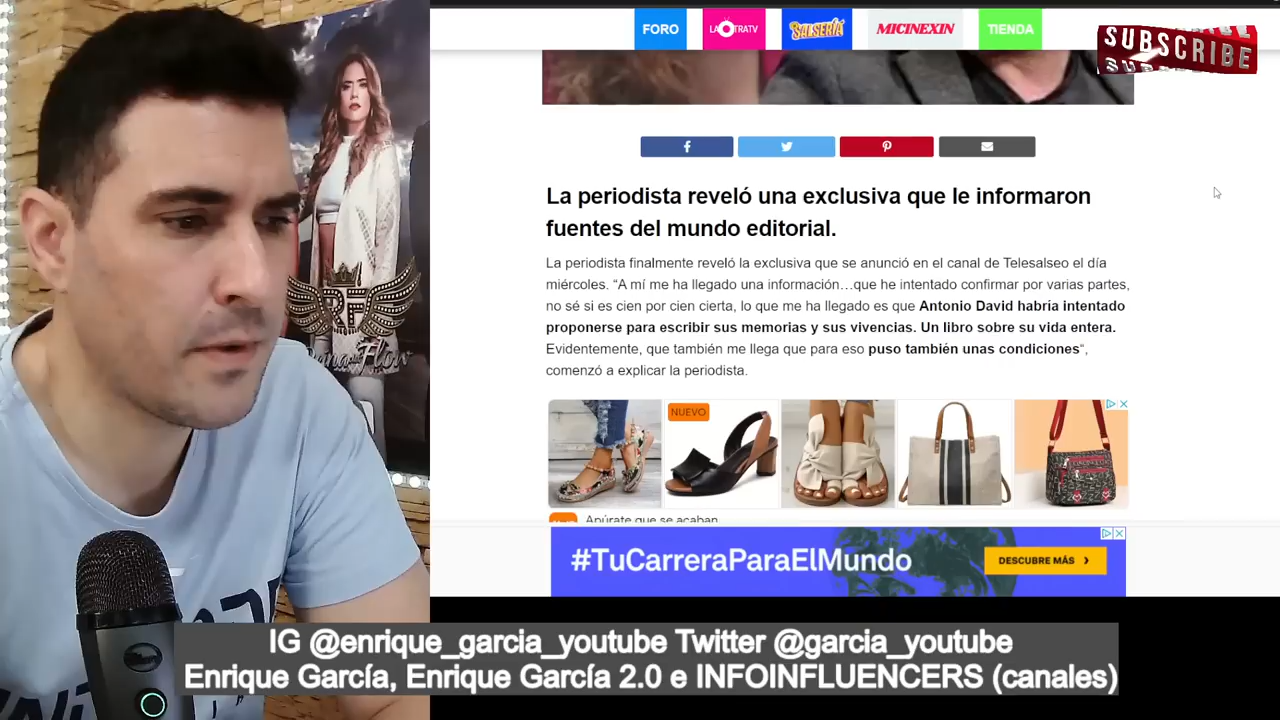 FORO
LA OTRATV
SALSERÍA
MICINEXIN
TIENDA
SUBSCRIBE
La periodista reveló una exclusiva que le informaron
fuentes del mundo editorial.
La periodista finalmente reveló la exclusiva que se anunció en el canal de Telesalseo el día
miércoles. “A mí me ha llegado una información…que he intentado confirmar por varias partes,
no sé si es cien por cien cierta, lo que me ha llegado es que Antonio David habría intentado
proponerse para escribir sus memorias y sus vivencias. Un libro sobre su vida entera.
Evidentemente, que también me llega que para eso puso también unas condiciones“,
comenzó a explicar la periodista.
NUEVO
Apúrate que se acaban
#TuCarreraParaElMundo
DESCUBRE MÁS
RF
Flow
IG @enrique_garcia_youtube Twitter @garcia_youtube
Enrique García, Enrique García 2.0 e INFOINFLUENCERS (canales)